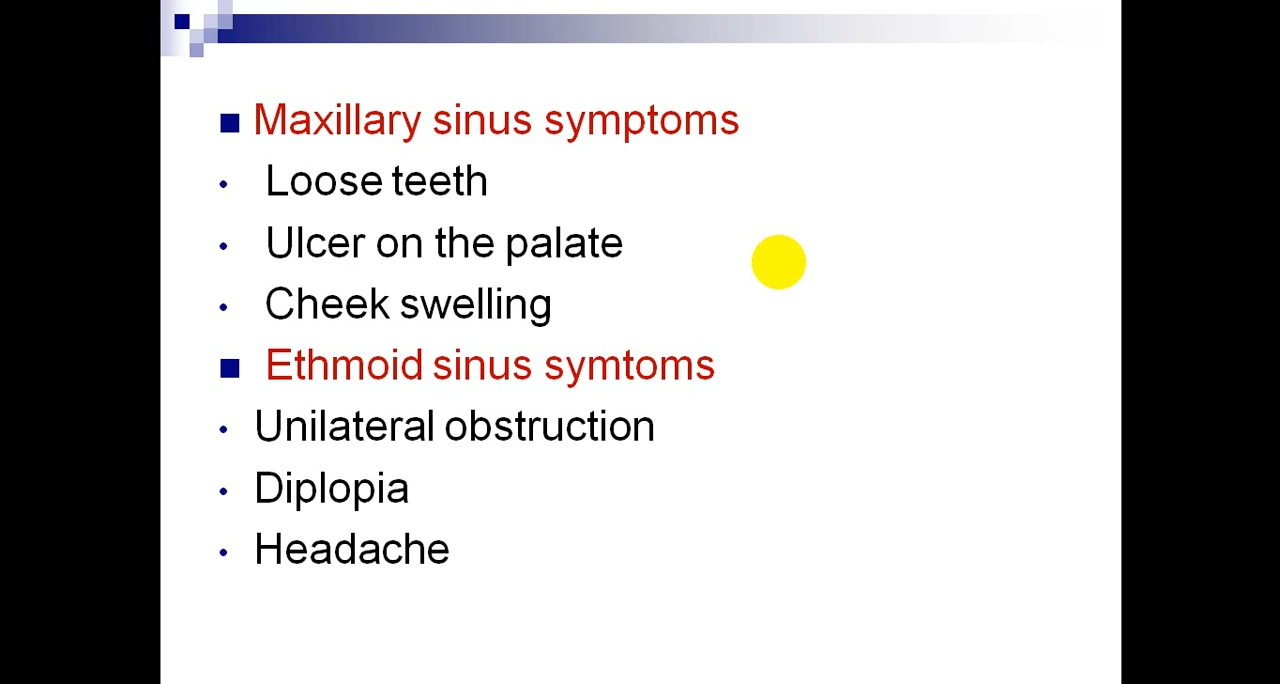 Maxillary sinus symptoms
Loose teeth
Ulcer on the palate
Cheek swelling
Ethmoid sinus symtoms
Unilateral obstruction
Diplopia
Headache